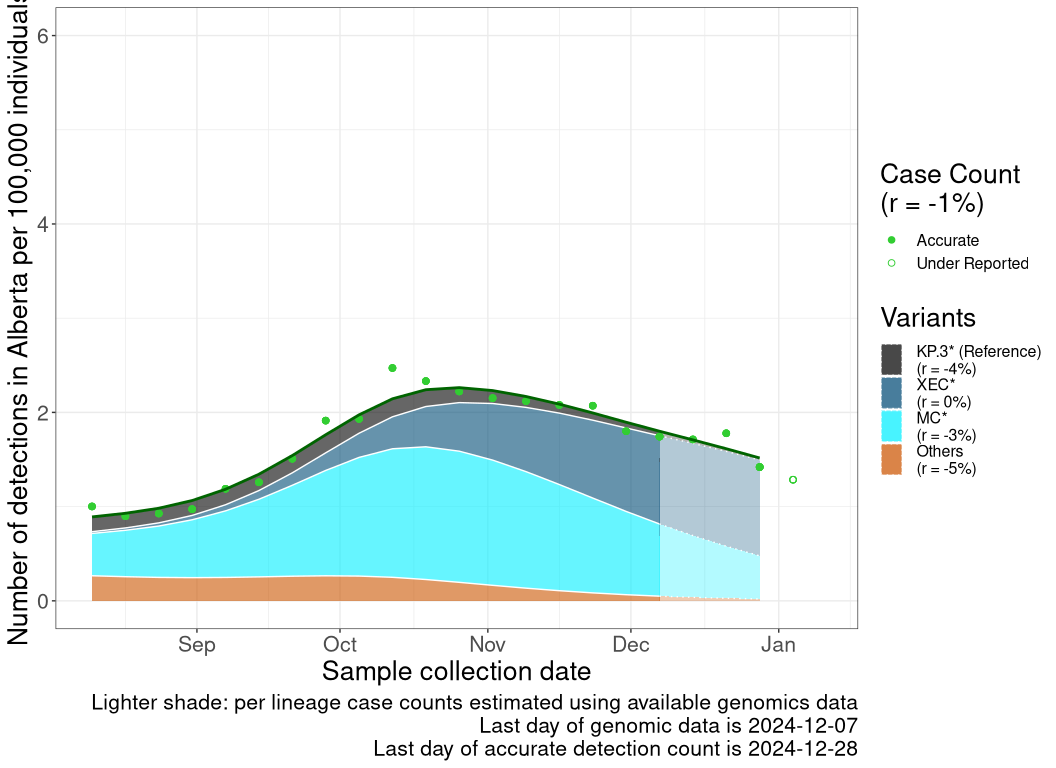 Number of detections in Alberta per 100,000 individuals
6
4
2
0
Sep
Oct
Nov
Dec
Jan
Sample collection date
Lighter shade: per lineage case counts estimated using available genomics data
Last day of genomic data is 2024-12-07
Last day of accurate detection count is 2024-12-28
Case Count
(r = -1%)
Accurate
Under Reported
Variants
KP.3* (Reference)
(r = -4%)
XEC*
(r = 0%)
MC*
(r = -3%)
Others
(r = -5%)